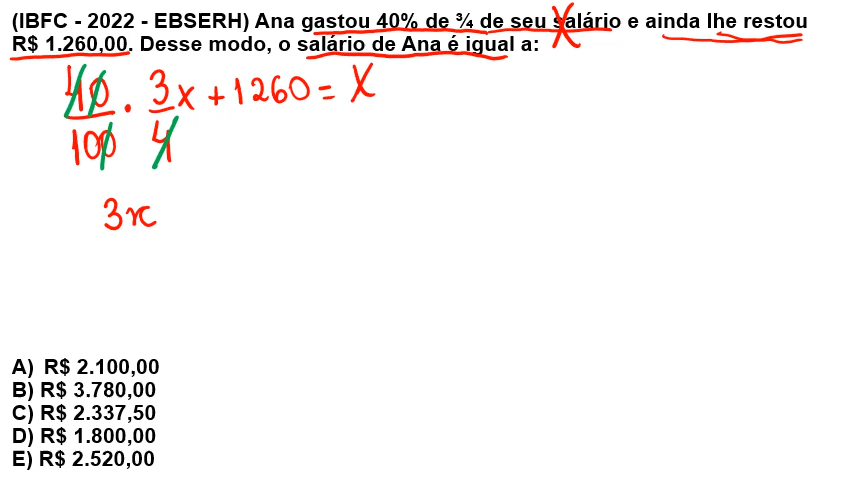 (IBFC - 2022 - EBSERH) Ana gastou 40% de ¾ de seu salário e ainda lhe restou
R$ 1.260,00. Desse modo, o salário de Ana é igual a:
X
40/100 . 3/4 x + 1260 = X
3x
A) R$ 2.100,00
B) R$ 3.780,00
C) R$ 2.337,50
D) R$ 1.800,00
E) R$ 2.520,00